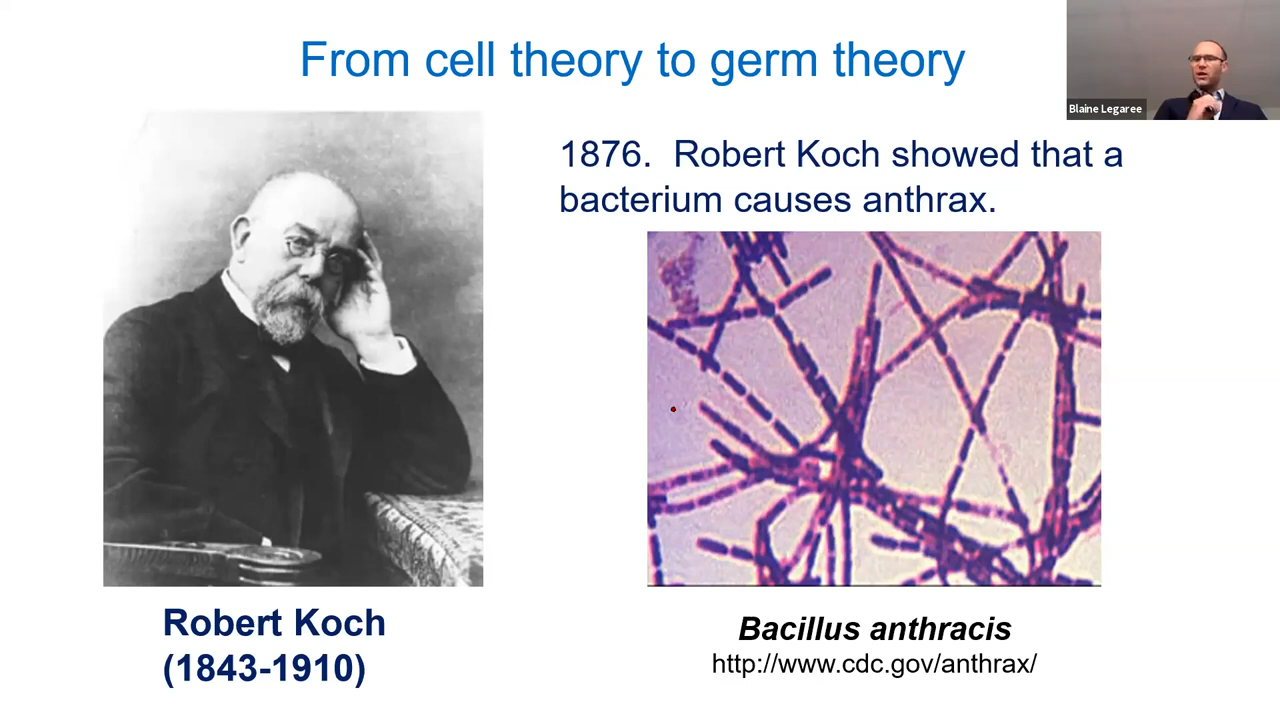 From cell theory to germ theory
Blaine Legaree
1876.  Robert Koch showed that a
bacterium causes anthrax.
Robert Koch
(1843-1910)
Bacillus anthracis
http://www.cdc.gov/anthrax/